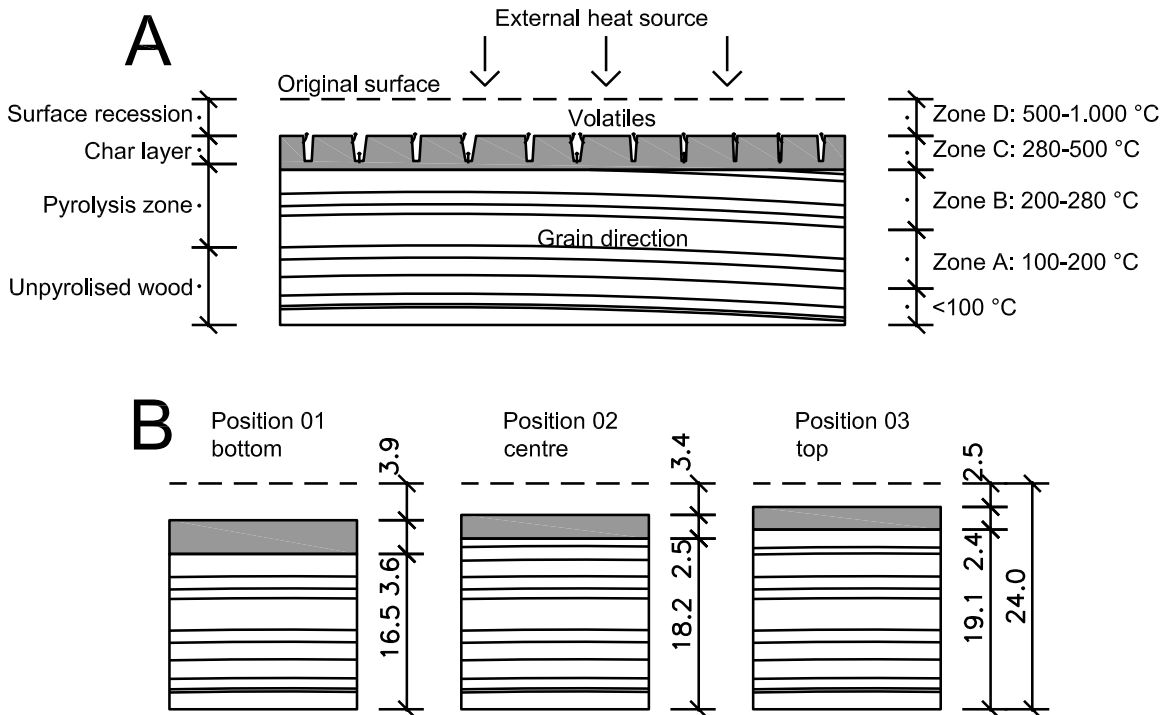 A
External heat source
Original surface
Volatiles
Surface recession
Char layer
Pyrolysis zone
Unpyrolised wood
Grain direction
Zone D: 500-1.000 °C
Zone C: 280-500 °C
Zone B: 200-280 °C
Zone A: 100-200 °C
<100 °C
B
Position 01
bottom
3.9
3.6
16.5
Position 02
centre
3.4
2.5
18.2
Position 03
top
2.5
2.4
19.1
24.0